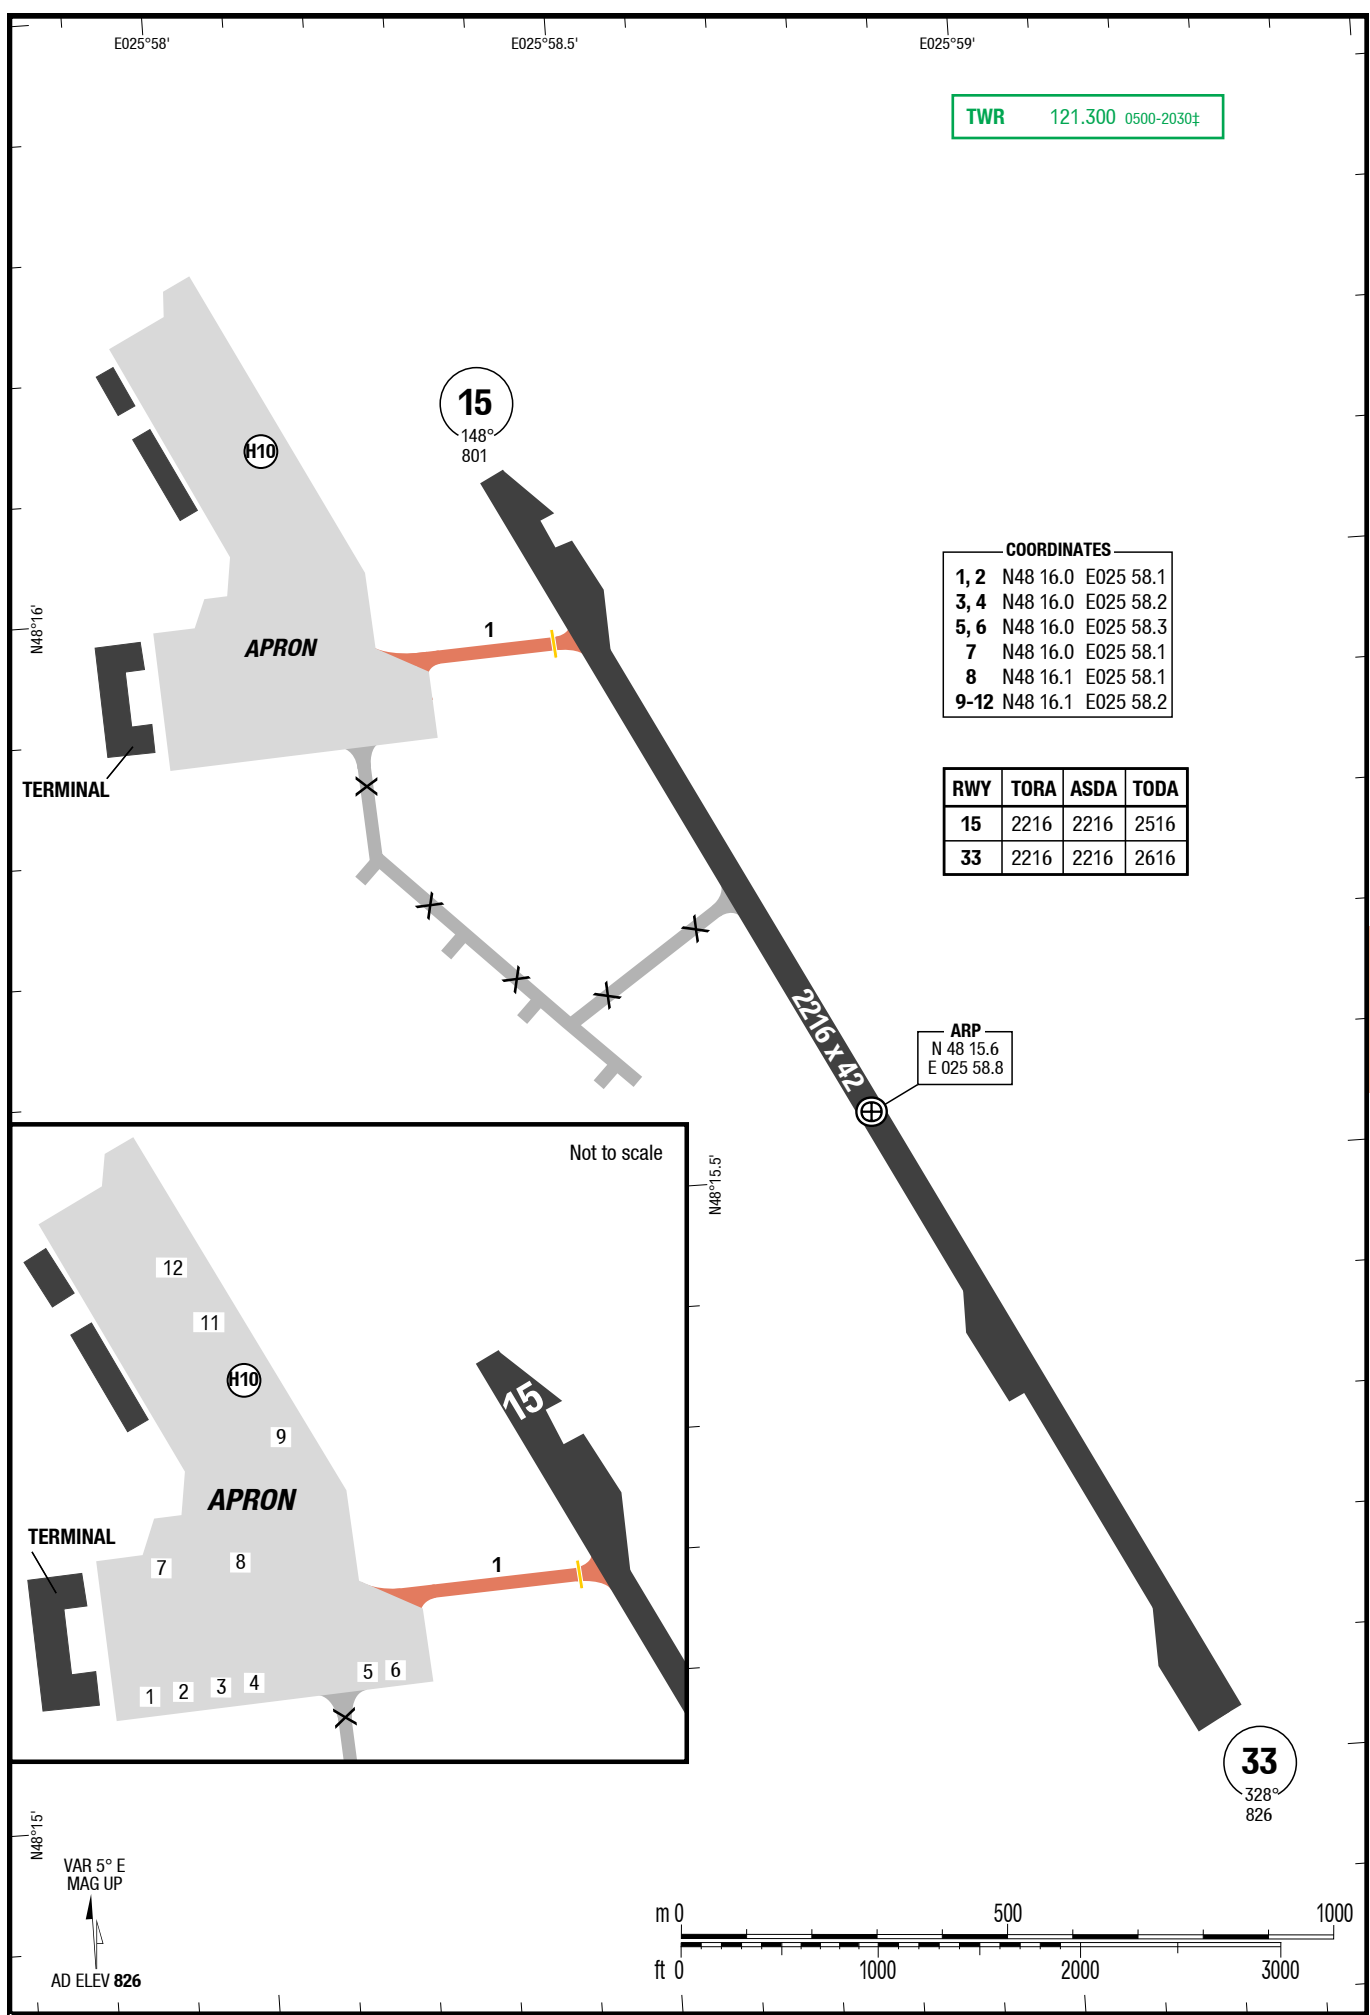 E025°58'
E025°58.5'
E025°59'
TWR 121.300 0500-2030‡
15
148°
801
H10
COORDINATES
1, 2 N48 16.0 E025 58.1
3, 4 N48 16.0 E025 58.2
5, 6 N48 16.0 E025 58.3
7 N48 16.0 E025 58.1
8 N48 16.1 E025 58.1
9-12 N48 16.1 E025 58.2
N48°16'
1
APRON
TERMINAL
RWY TORA ASDA TODA
15 2216 2216 2516
33 2216 2216 2616
2216 x 42
ARP
N 48 15.6
E 025 58.8
Not to scale
N48°15.5'
12
11
H10
15
9
APRON
TERMINAL
7
8
1
1
2
3
4
5
6
33
328°
826
N48°15'
VAR 5° E
MAG UP
AD ELEV 826
m 0 500 1000
ft 0 1000 2000 3000